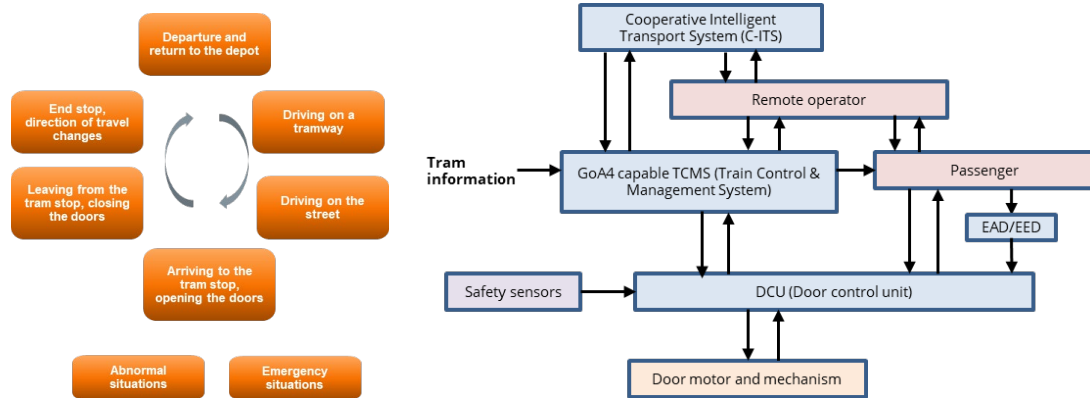 Departure and
return to the depot
End stop,
direction of travel
changes
Driving on a
tramway
Leaving from the
tram stop, closing
the doors
Driving on the
street
Arriving to the
tram stop,
opening the doors
Abnormal
situations
Emergency
situations
Cooperative Intelligent
Transport System (C-ITS)
Remote operator
Tram
information
GoA4 capable TCMS (Train Control &
Management System)
Passenger
EAD/EED
Safety sensors
DCU (Door control unit)
Door motor and mechanism